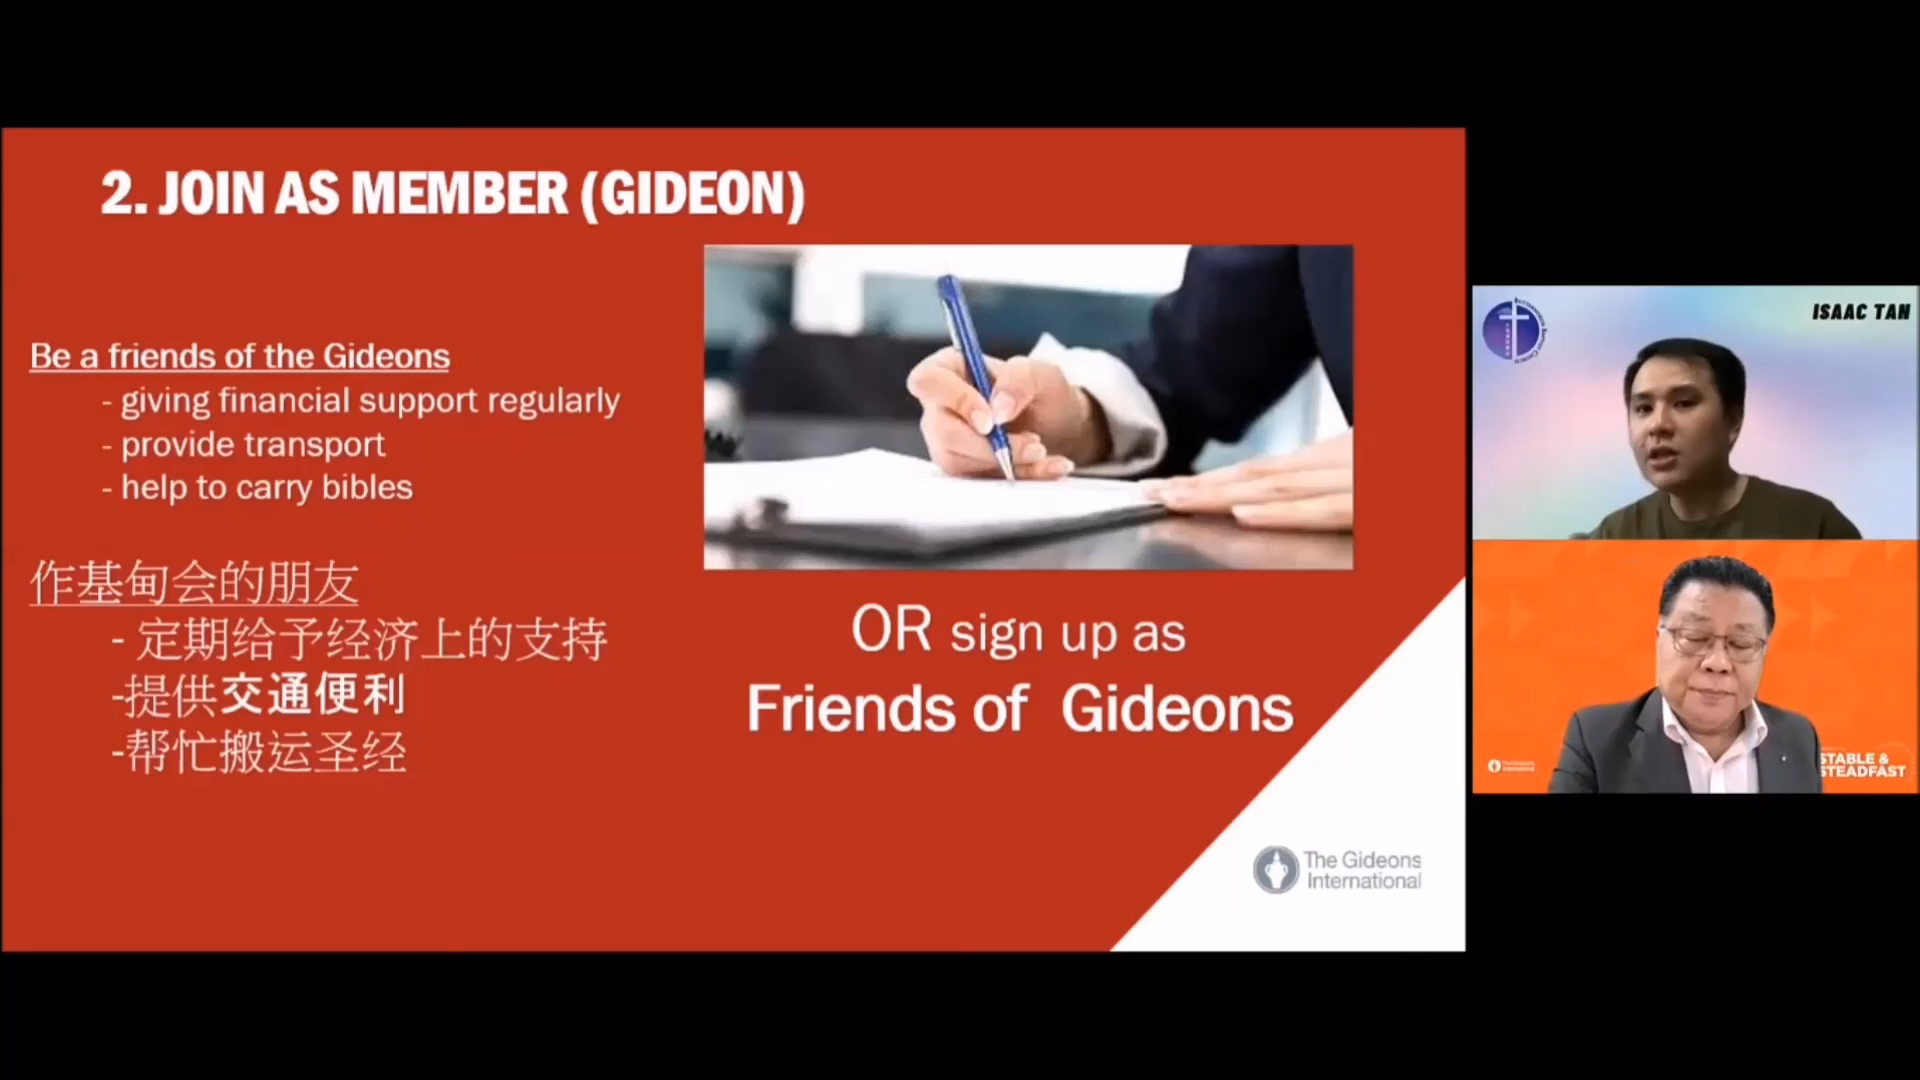 2. JOIN AS MEMBER (GIDEON)
Be a friends of the Gideons
- giving financial support regularly
- provide transport
- help to carry bibles
作基甸会的朋友
- 定期给予经济上的支持
-提供交通便利
-帮忙搬运圣经
OR sign up as
Friends of Gideons
The Gideons
International
ISAAC TAN
STABLE &
STEADFAST